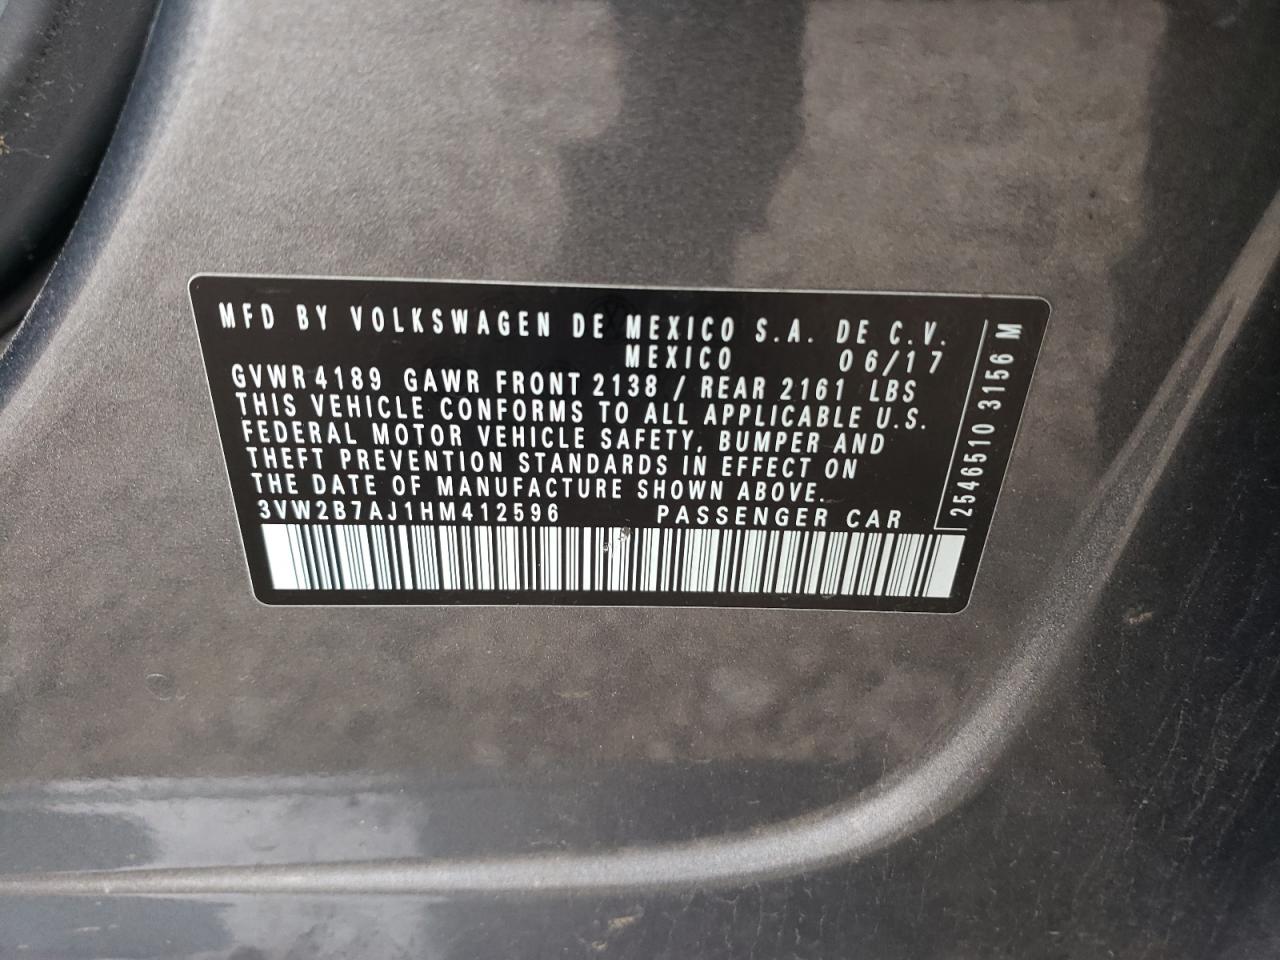 MFD BY VOLKSWAGEN DE MEXICO S.A. DE C.V.
MEXICO 06/17
GVWR 4189 GAWR FRONT 2138 / REAR 2161 LBS
THIS VEHICLE CONFORMS TO ALL APPLICABLE U.S.
FEDERAL MOTOR VEHICLE SAFETY, BUMPER AND
THEFT PREVENTION STANDARDS IN EFFECT ON
THE DATE OF MANUFACTURE SHOWN ABOVE.
3VW2B7AJ1HM412596 PASSENGER CAR
2546510 3156 M